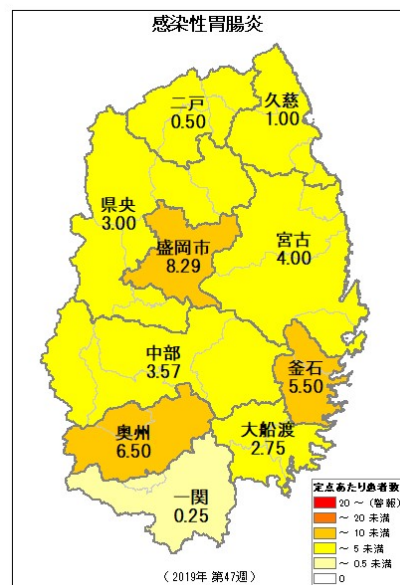 感染性胃腸炎
二戸
0.50
久慈
1.00
県央
3.00
盛岡市
8.29
宮古
4.00
中部
3.57
釜石
5.50
奥州
6.50
大船渡
2.75
一関
0.25
定点あたり患者数
20 ～ (警報)
～ 20 未満
～ 10 未満
～ 5 未満
～ 0.5 未満
0
( 2019年 第47週 )